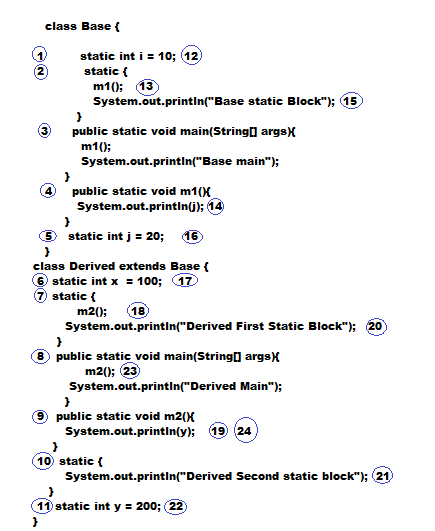 class Base {
1 static int i = 10; 12
2 static {
m1(); 13
System.out.println("Base static Block"); 15
}
3 public static void main(String[] args){
m1();
System.out.println("Base main");
}
4 public static void m1(){
System.out.println(j); 14
}
5 static int j = 20; 16
}
class Derived extends Base {
6 static int x = 100; 17
7 static {
m2(); 18
System.out.println("Derived First Static Block"); 20
}
8 public static void main(String[] args){
m2(); 23
System.out.println("Derived Main");
}
9 public static void m2(){
System.out.println(y); 19 24
}
10 static {
System.out.println("Derived Second static block"); 21
}
11 static int y = 200; 22
}